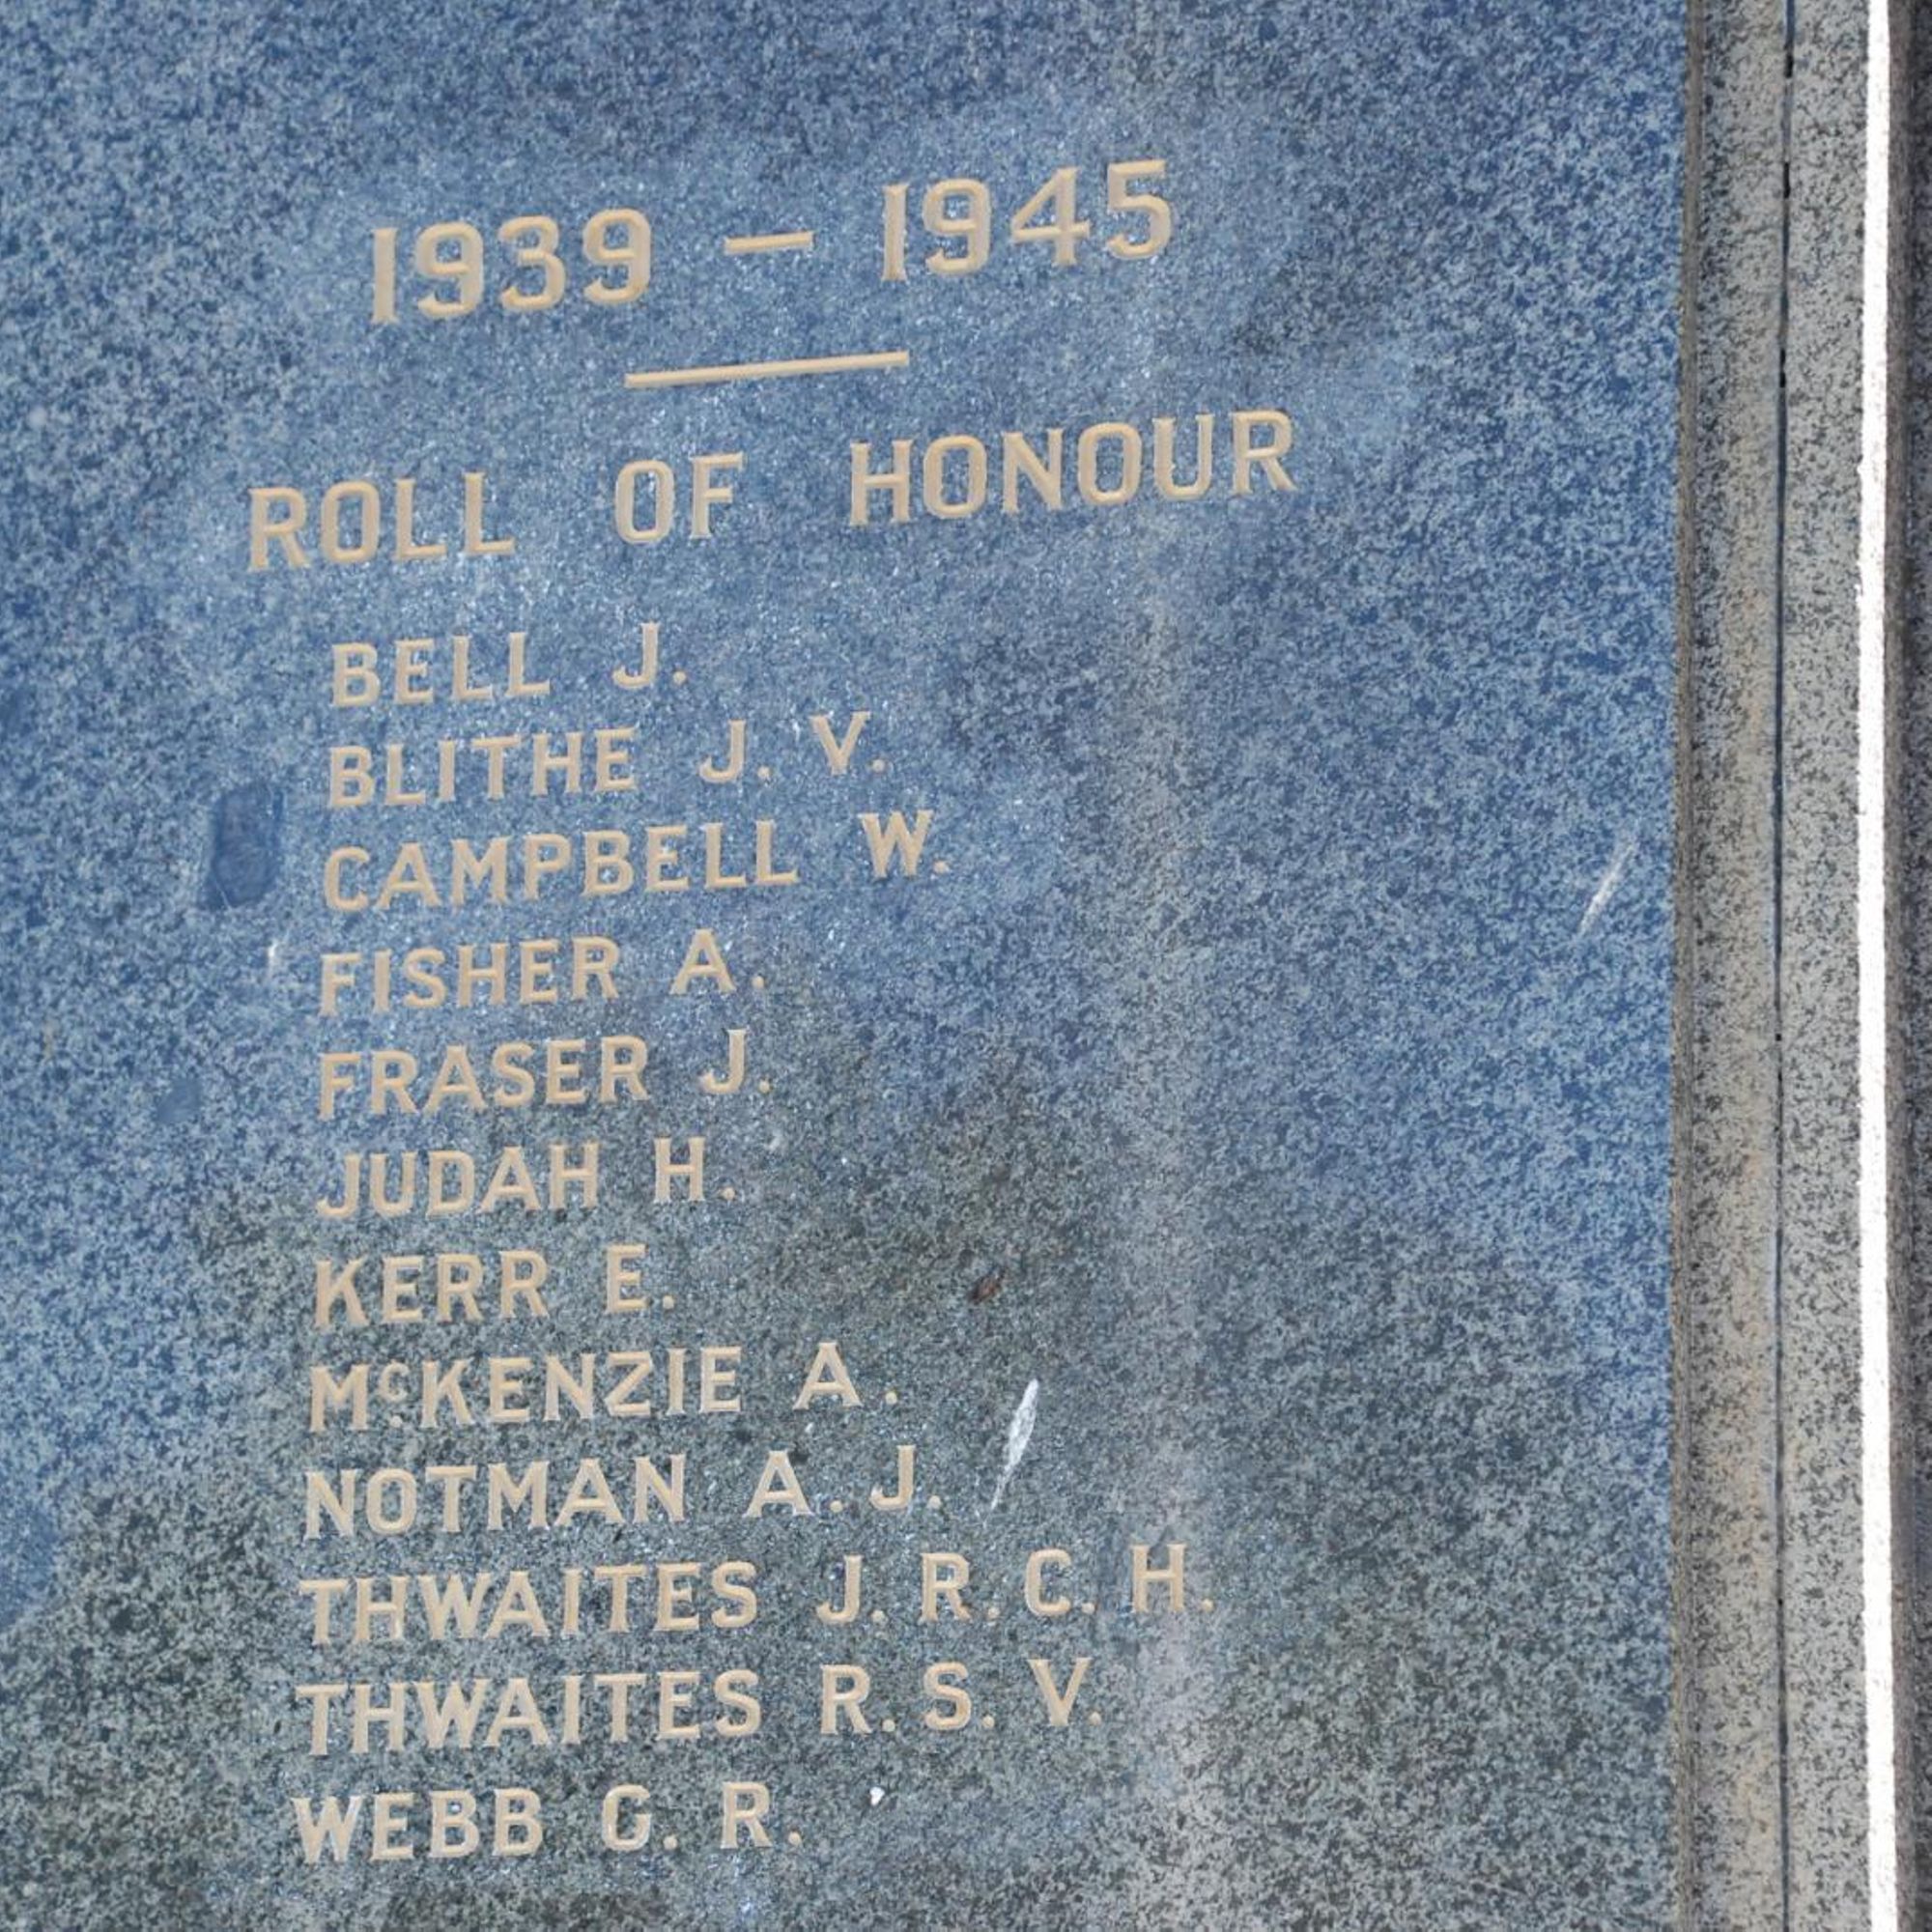 1939 – 1945
ROLL OF HONOUR
BELL J.
BLITHE J. V.
CAMPBELL W.
FISHER A.
FRASER J.
JUDAH H.
KERR E.
McKENZIE A.
NOTMAN A. J.
THWAITES J. R. C. H.
THWAITES R. S. V.
WEBB G. R.